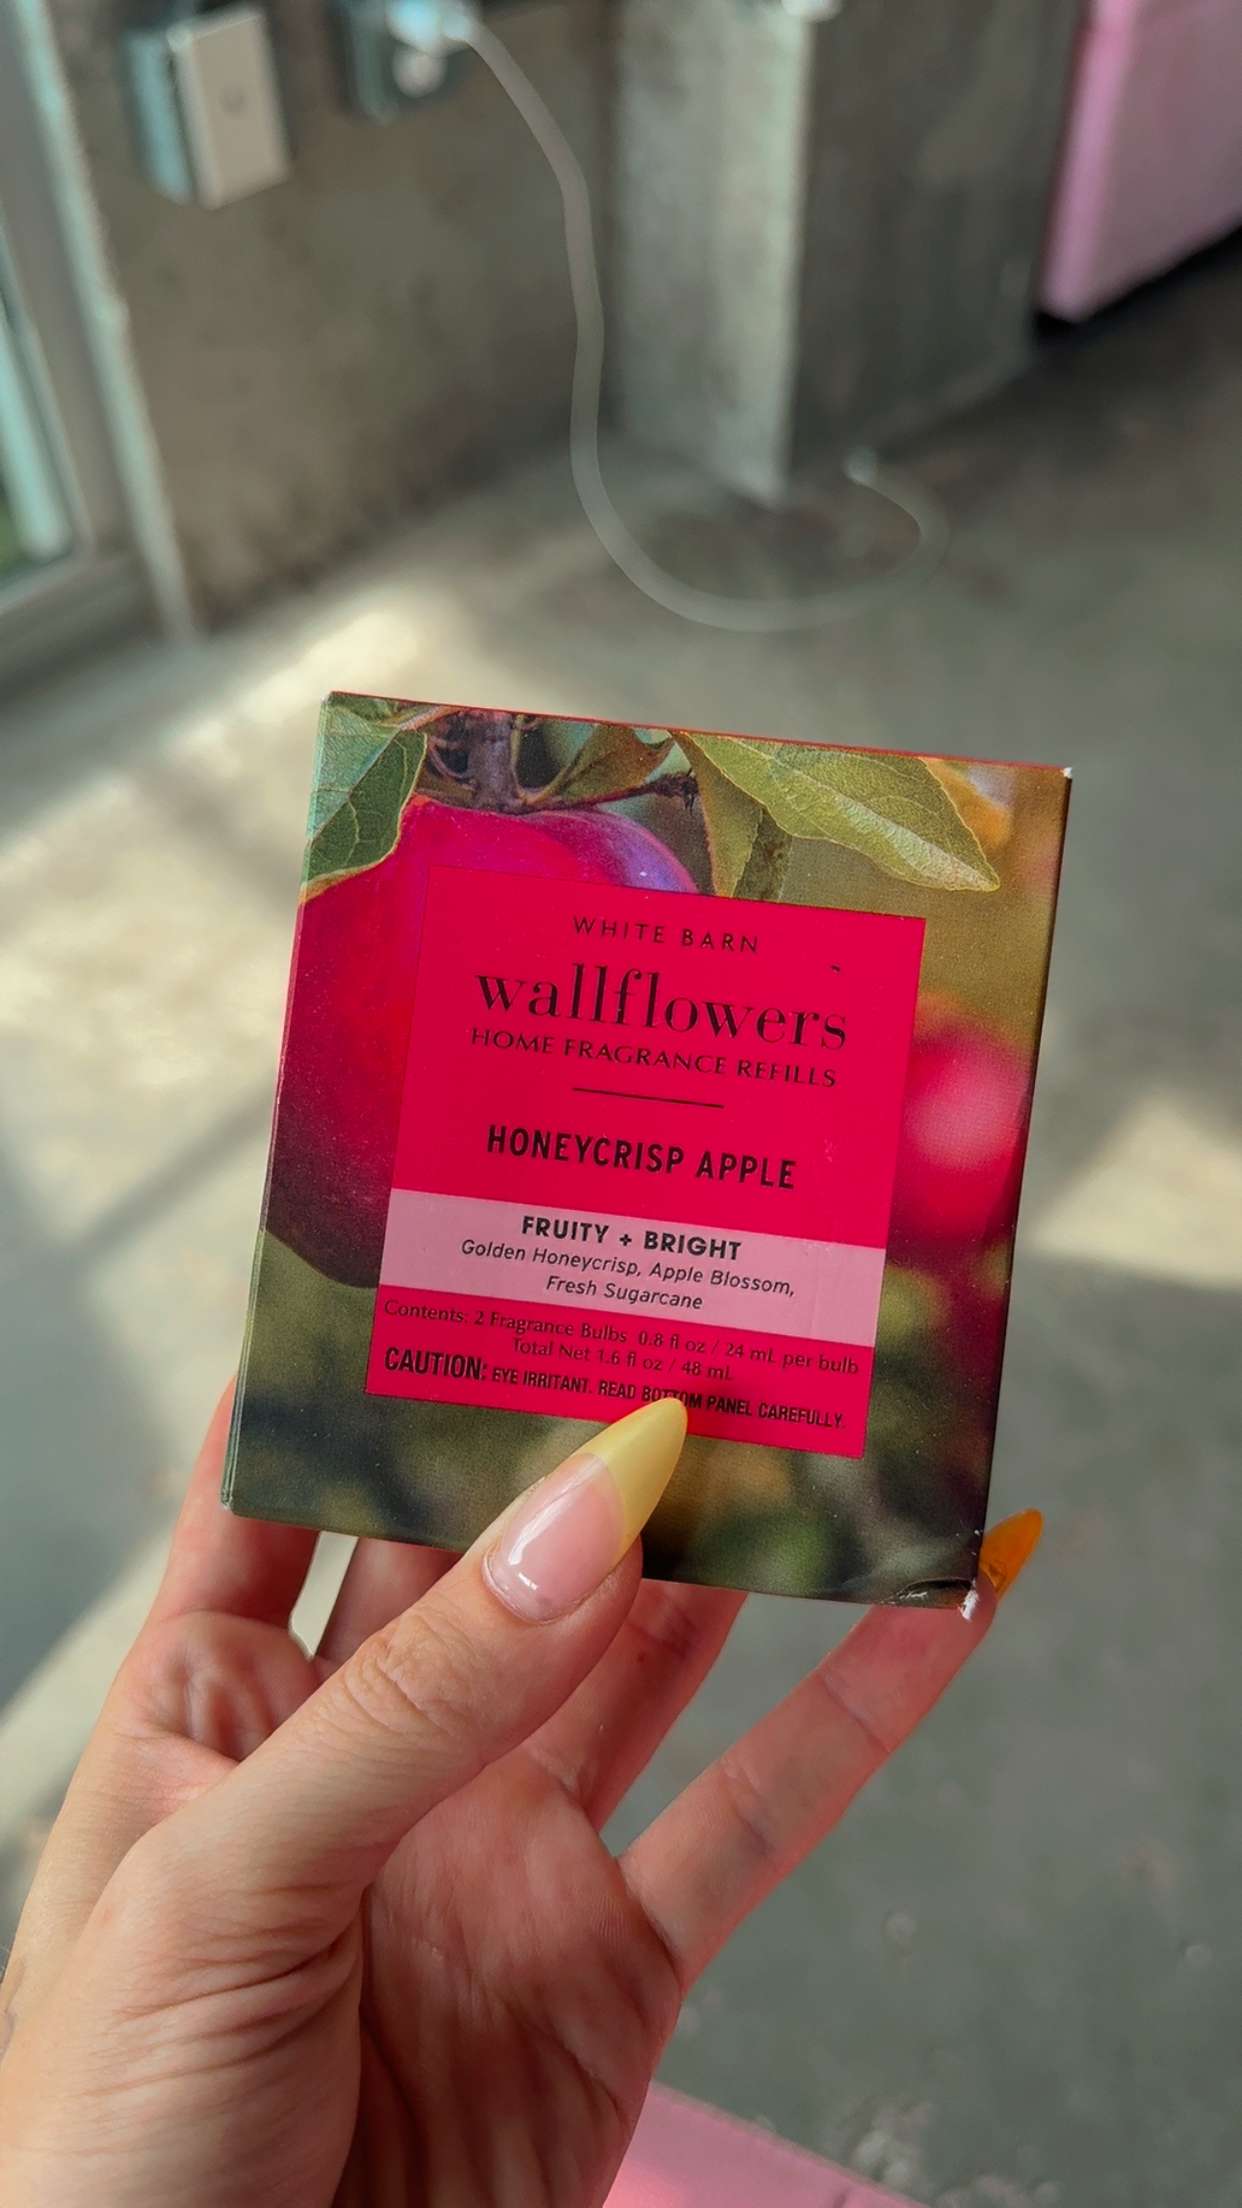 WHITE BARN
wallflowers
HOME FRAGRANCE REFILLS
HONEYCRISP APPLE
FRUITY + BRIGHT
Golden Honeycrisp, Apple Blossom,
Fresh Sugarcane
Contents: 2 Fragrance Bulbs 0.8 fl oz / 24 mL per bulb
Total Net 1.6 fl oz / 48 mL
CAUTION: EYE IRRITANT. READ BOTTOM PANEL CAREFULLY.